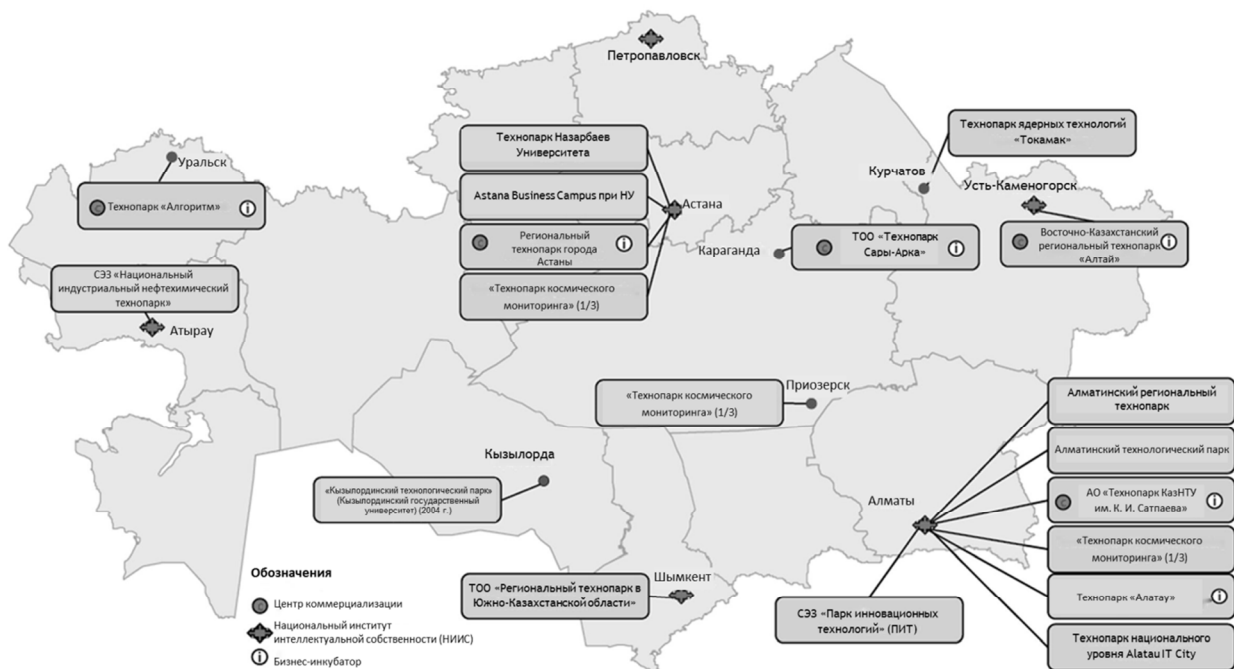 Петропавловск
Технопарк Назарбаев
Университета
Astana Business Campus при НУ
Региональный
технопарк города
Астаны
«Технопарк космического
мониторинга» (1/3)
Астана
Технопарк ядерных технологий
«Токамак»
Курчатов
Усть-Каменогорск
Восточно-Казахстанский
региональный технопарк
«Алтай»
Уральск
Технопарк «Алгоритм»
Караганда
ТОО «Технопарк
Сары-Арка»
СЭЗ «Национальный
индустриальный нефтехимический
технопарк»
Атырау
Приозерск
«Технопарк космического
мониторинга» (1/3)
Кызылорда
«Кызылординский технологический парк»
(Кызылординский государственный
университет) (2004 г.)
Алматы
Алматинский региональный
технопарк
Алматинский технологический парк
АО «Технопарк КазНТУ
им. К. И. Сатпаева»
«Технопарк космического
мониторинга» (1/3)
Технопарк «Алатау»
Технопарк национального
уровня Alatau IT City
СЭЗ «Парк инновационных
технологий» (ПИТ)
Шымкент
ТОО «Региональный технопарк в
Южно-Казахстанской области»
Обозначения
Центр коммерциализации
Национальный институт
интеллектуальной собственности (НИИС)
Бизнес-инкубатор